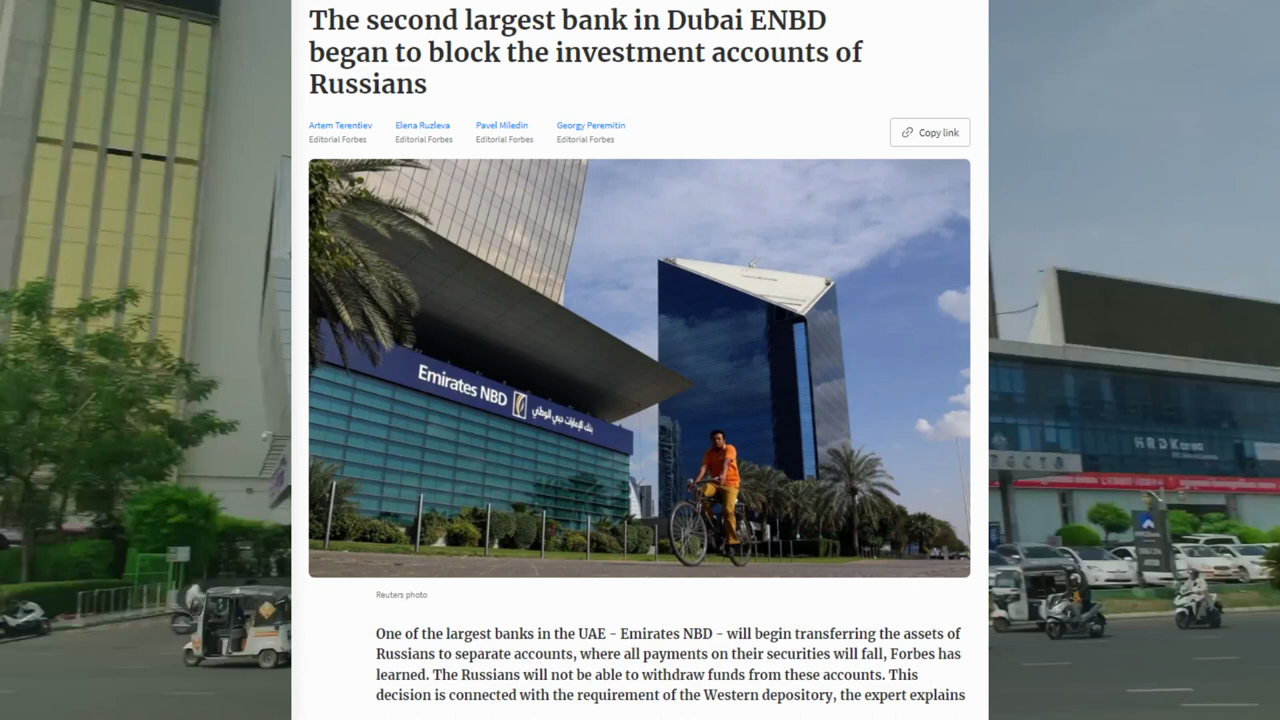 The second largest bank in Dubai ENBD
began to block the investment accounts of
Russians
Artem Terentiev
Editorial Forbes
Elena Ruzleva
Editorial Forbes
Pavel Miledin
Editorial Forbes
Georgy Peremitin
Editorial Forbes
Copy link
Emirates NBD بنك الإمارات دبي الوطني
Reuters photo
One of the largest banks in the UAE - Emirates NBD - will begin transferring the assets of
Russians to separate accounts, where all payments on their securities will fall, Forbes has
learned. The Russians will not be able to withdraw funds from these accounts. This
decision is connected with the requirement of the Western depository, the expert explains